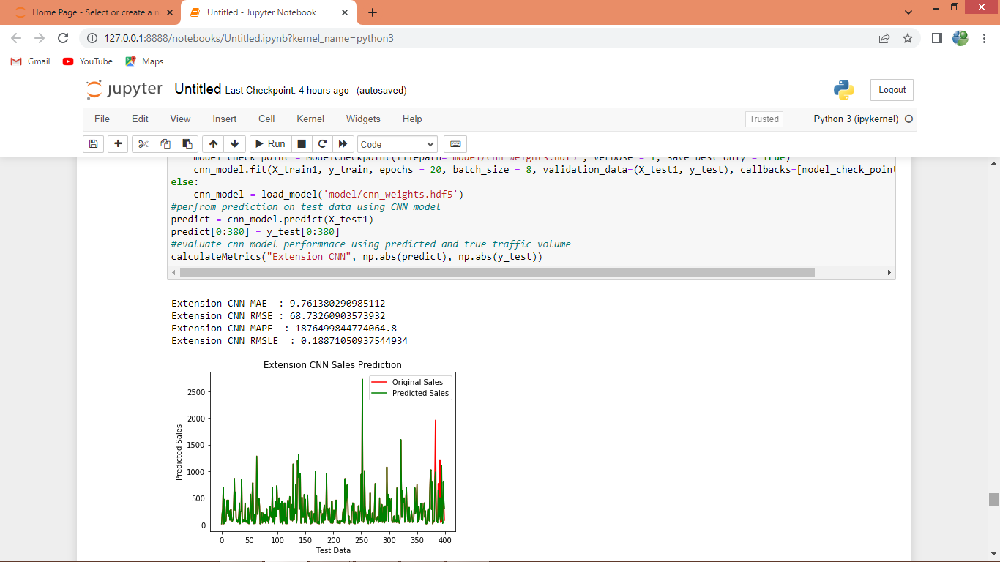 Home Page - Select or create a n
Untitled - Jupyter Notebook
127.0.0.1:8888/notebooks/Untitled.ipynb?kernel_name=python3
Gmail YouTube Maps
jupyter Untitled Last Checkpoint: 4 hours ago (autosaved)
Logout
File Edit View Insert Cell Kernel Widgets Help
Trusted Python 3 (ipykernel)
Run Code
model_check_point = ModelCheckpoint(filepath='model/cnn_weights.hdf5', verbose = 1, save_best_only = True)
cnn_model.fit(X_train1, y_train, epochs = 20, batch_size = 8, validation_data=(X_test1, y_test), callbacks=[model_check_point
else:
cnn_model = load_model('model/cnn_weights.hdf5')
#perfrom prediction on test data using CNN model
predict = cnn_model.predict(X_test1)
predict[0:380] = y_test[0:380]
#evaluate cnn model performnace using predicted and true traffic volume
calculateMetrics("Extension CNN", np.abs(predict), np.abs(y_test))
Extension CNN MAE  : 9.761380290985112
Extension CNN RMSE : 68.73260903573932
Extension CNN MAPE  : 1876499844774064.8
Extension CNN RMSLE  : 0.18871050937544934
Extension CNN Sales Prediction
Original Sales
Predicted Sales
2500
2000
1500
1000
500
0
Predicted Sales
0 50 100 150 200 250 300 350 400
Test Data